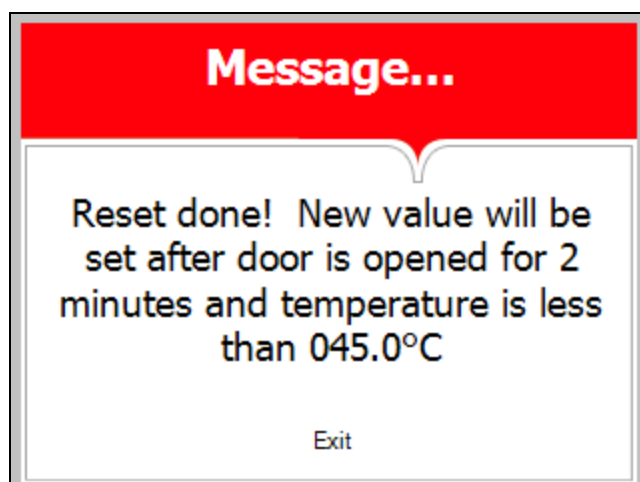 Message...
Reset done!  New value will be
set after door is opened for 2
minutes and temperature is less
than 045.0°C
Exit